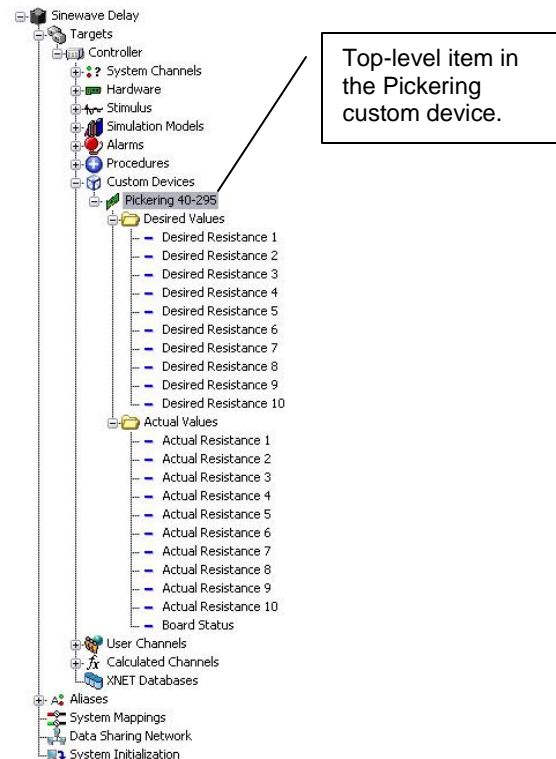 Sinewave Delay
Targets
Controller
System Channels
Hardware
Stimulus
Simulation Models
Alarms
Procedures
Custom Devices
Pickering 40-295
Desired Values
Desired Resistance 1
Desired Resistance 2
Desired Resistance 3
Desired Resistance 4
Desired Resistance 5
Desired Resistance 6
Desired Resistance 7
Desired Resistance 8
Desired Resistance 9
Desired Resistance 10
Actual Values
Actual Resistance 1
Actual Resistance 2
Actual Resistance 3
Actual Resistance 4
Actual Resistance 5
Actual Resistance 6
Actual Resistance 7
Actual Resistance 8
Actual Resistance 9
Actual Resistance 10
Board Status
User Channels
Calculated Channels
XNET Databases
Aliases
System Mappings
Data Sharing Network
System Initialization
Top-level item in
the Pickering
custom device.